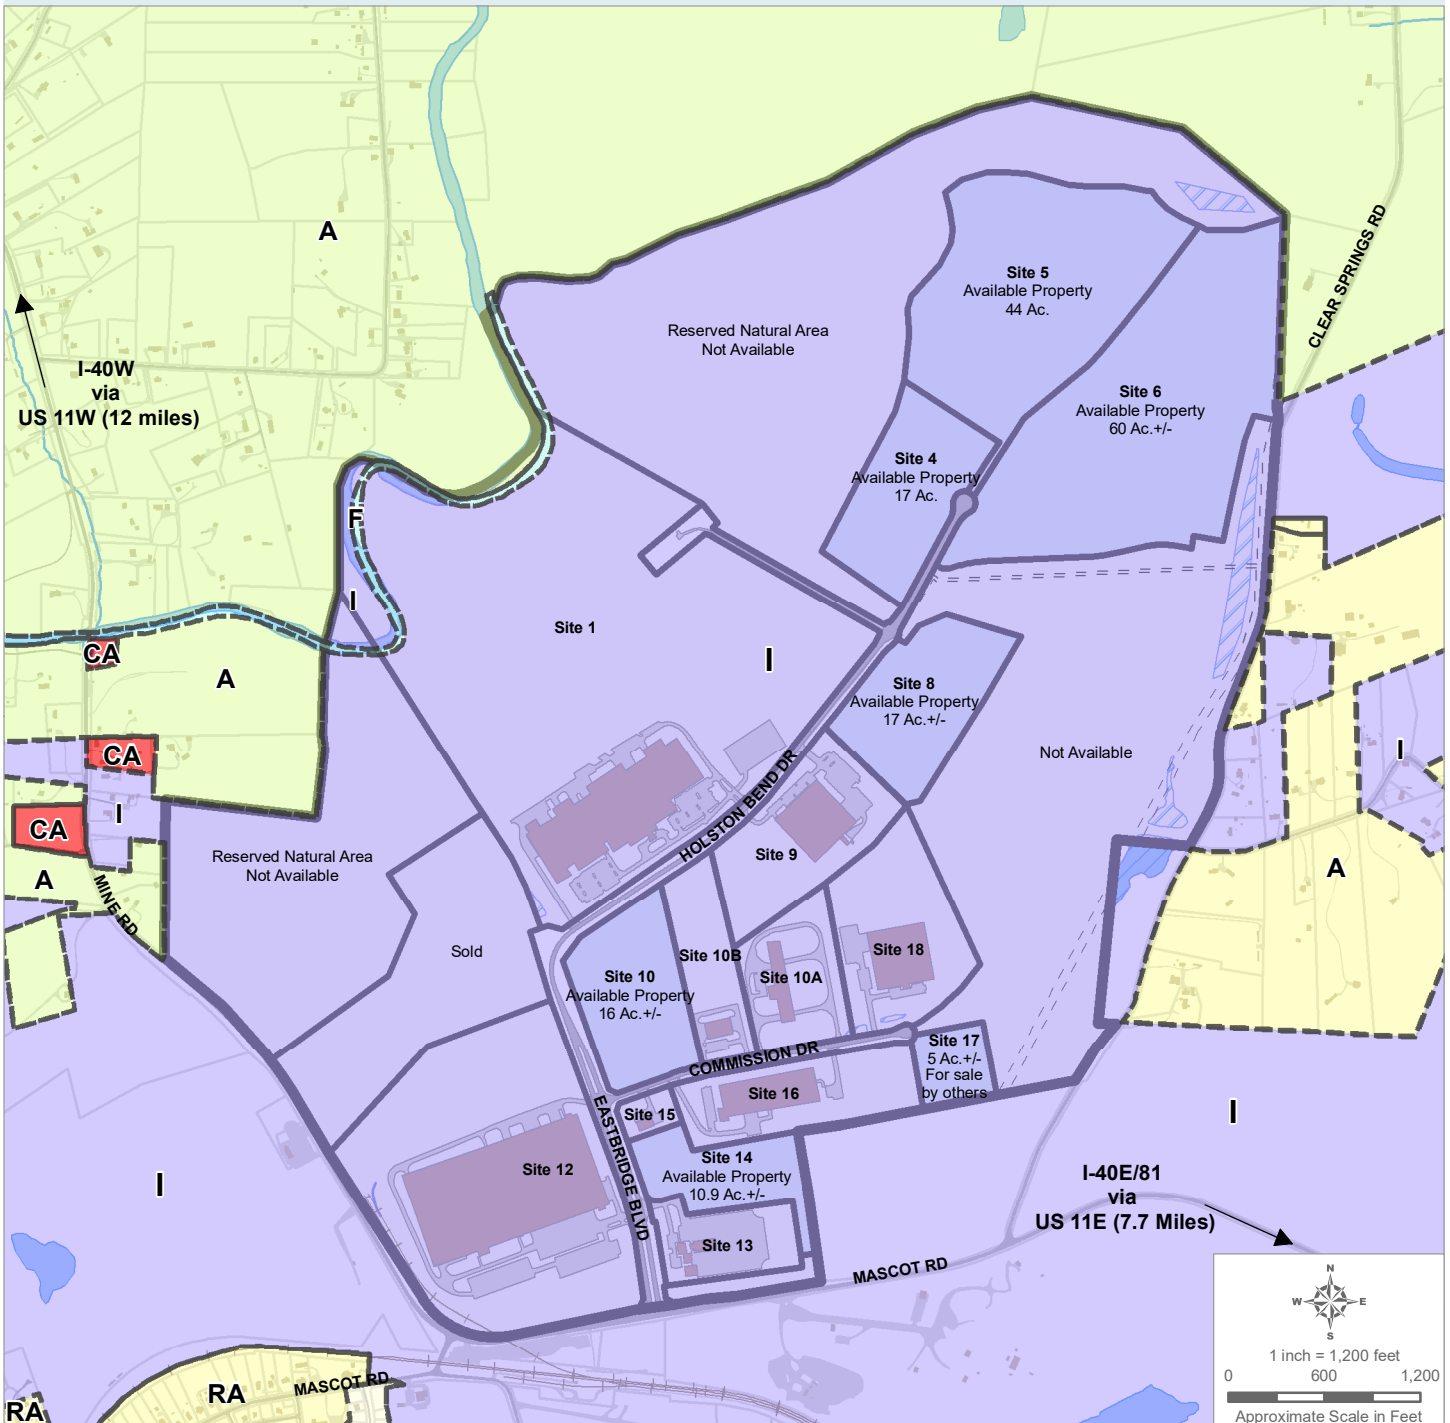 A
CLEAR SPRINGS RD
Site 5
Available Property
44 Ac.
Reserved Natural Area
Not Available
I-40W
via
US 11W (12 miles)
Site 6
Available Property
60 Ac.+/-
Site 4
Available Property
17 Ac.
F
I
Site 1
I
CA
A
Site 8
Available Property
17 Ac.+/-
CA
I
CA
A
MINE RD
Not Available
I
A
HOLSTON BEND DR
Reserved Natural Area
Not Available
Site 9
Sold
Site 10
Available Property
16 Ac.+/-
Site 10B
Site 10A
Site 18
COMMISSION DR
Site 17
5 Ac.+/-
For sale
by others
Site 16
Site 15
EASTBRIDGE BLVD
Site 14
Available Property
10.9 Ac.+/-
Site 12
Site 13
I
I
I-40E/81
via
US 11E (7.7 Miles)
MASCOT RD
N
W E
S
1 inch = 1,200 feet
0 600 1,200
Approximate Scale in Feet
RA
MASCOT RD
RA